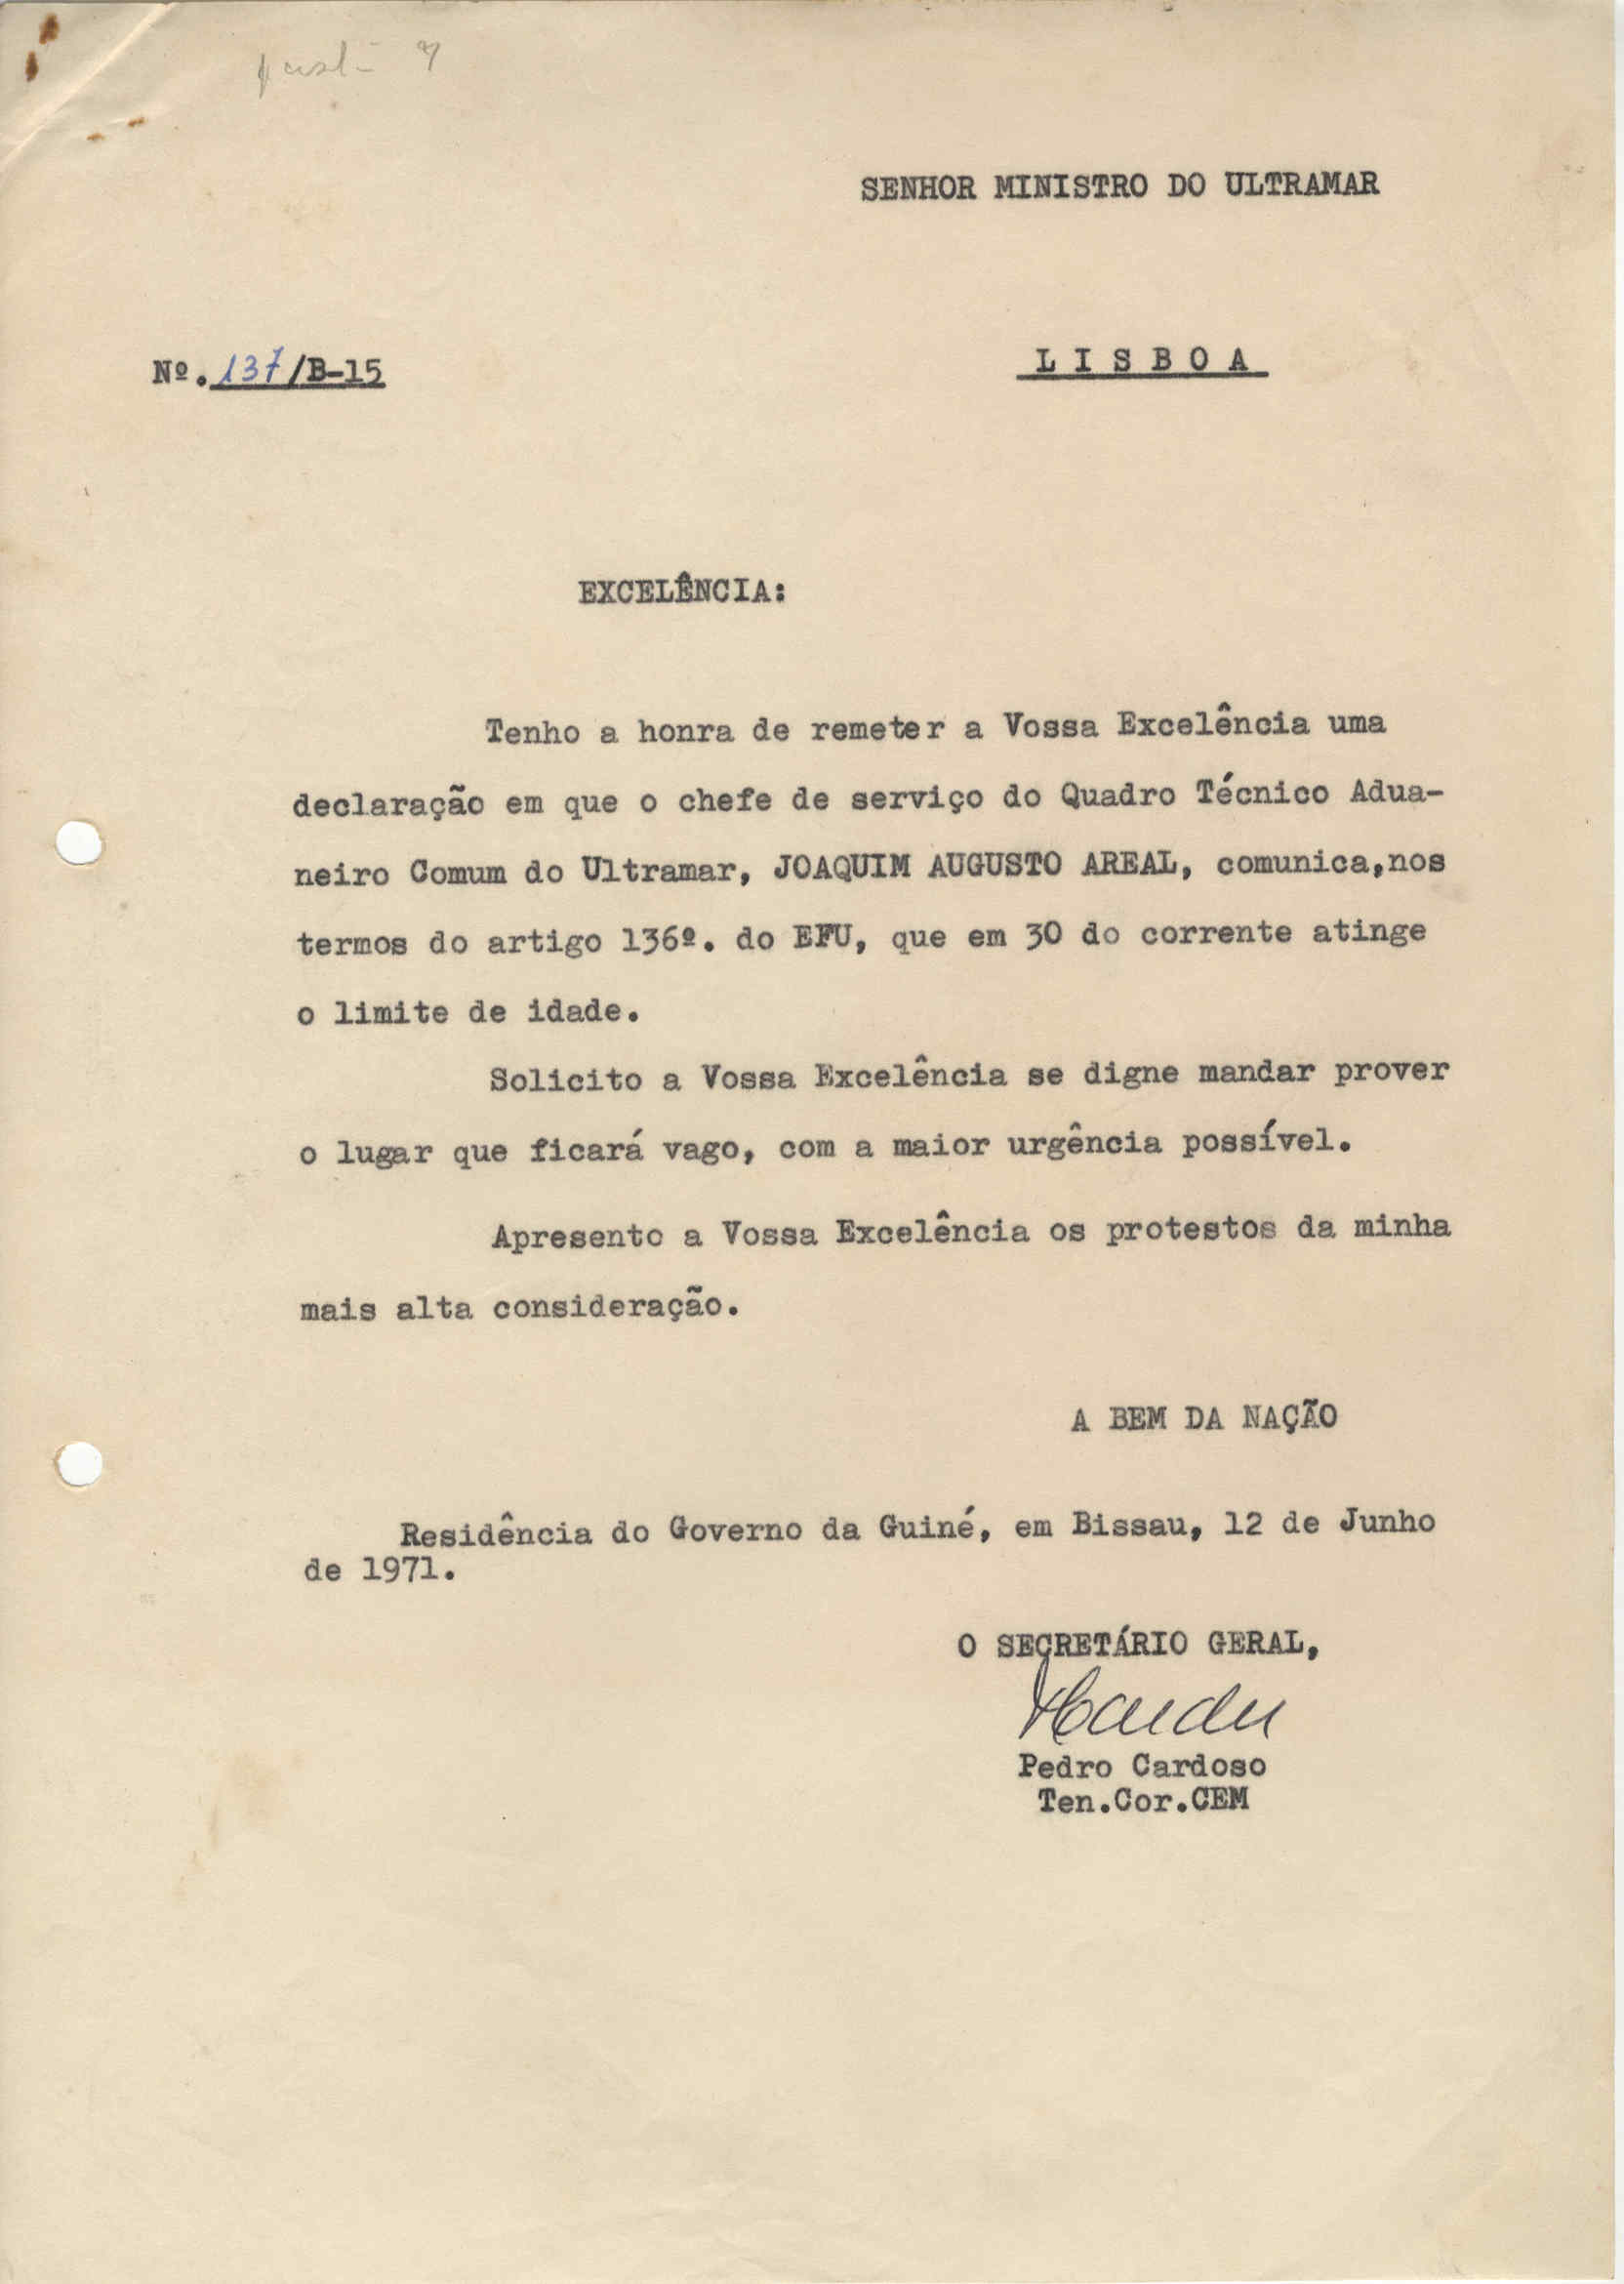 SENHOR MINISTRO DO ULTRAMAR
Nº. 137/B-15
L I S B O A
EXCELÊNCIA:
Tenho a honra de remeter a Vossa Excelência uma
declaração em que o chefe de serviço do Quadro Técnico Adua-
neiro Comum do Ultramar, JOAQUIM AUGUSTO AREAL, comunica,nos
termos do artigo 136º. do EFU, que em 30 do corrente atinge
o limite de idade.
Solicito a Vossa Excelência se digne mandar prover
o lugar que ficará vago, com a maior urgência possível.
Apresento a Vossa Excelência os protestos da minha
mais alta consideração.
A BEM DA NAÇÃO
Residência do Governo da Guiné, em Bissau, 12 de Junho
de 1971.
O SECRETÁRIO GERAL,
Pedro Cardoso
Ten.Cor.CEM